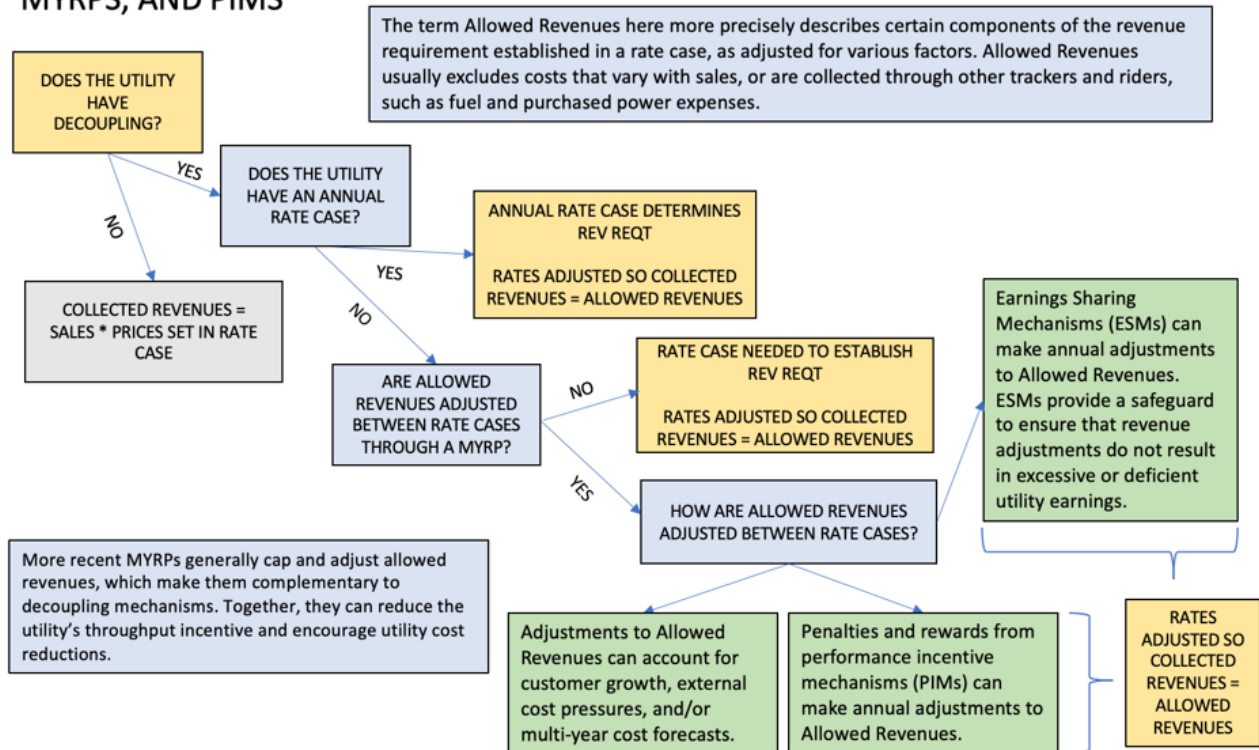 MYRPS, AND PIMS
The term Allowed Revenues here more precisely describes certain components of the revenue
requirement established in a rate case, as adjusted for various factors. Allowed Revenues
usually excludes costs that vary with sales, or are collected through other trackers and riders,
such as fuel and purchased power expenses.
DOES THE UTILITY
HAVE
DECOUPLING?
YES
NO
DOES THE UTILITY
HAVE AN ANNUAL
RATE CASE?
YES
NO
ANNUAL RATE CASE DETERMINES
REV REQT
RATES ADJUSTED SO COLLECTED
REVENUES = ALLOWED REVENUES
COLLECTED REVENUES =
SALES * PRICES SET IN RATE
CASE
ARE ALLOWED
REVENUES ADJUSTED
BETWEEN RATE CASES
THROUGH A MYRP?
NO
YES
RATE CASE NEEDED TO ESTABLISH
REV REQT
RATES ADJUSTED SO COLLECTED
REVENUES = ALLOWED REVENUES
Earnings Sharing
Mechanisms (ESMs) can
make annual adjustments
to Allowed Revenues.
ESMs provide a safeguard
to ensure that revenue
adjustments do not result
in excessive or deficient
utility earnings.
HOW ARE ALLOWED REVENUES
ADJUSTED BETWEEN RATE CASES?
More recent MYRPs generally cap and adjust allowed
revenues, which make them complementary to
decoupling mechanisms. Together, they can reduce the
utility's throughput incentive and encourage utility cost
reductions.
Adjustments to Allowed
Revenues can account for
customer growth, external
cost pressures, and/or
multi-year cost forecasts.
Penalties and rewards from
performance incentive
mechanisms (PIMs) can
make annual adjustments to
Allowed Revenues.
RATES
ADJUSTED SO
COLLECTED
REVENUES =
ALLOWED
REVENUES